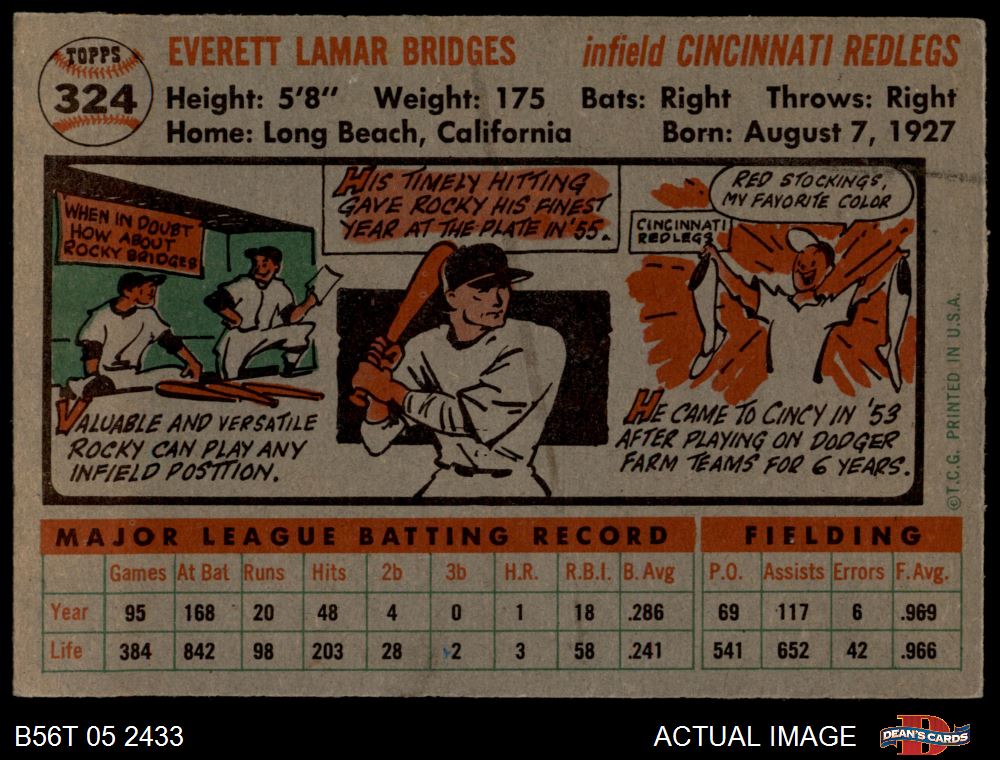 TOPPS
324
EVERETT LAMAR BRIDGES
infield CINCINNATI REDLEGS
Height: 5'8" Weight: 175 Bats: Right Throws: Right
Home: Long Beach, California Born: August 7, 1927
WHEN IN DOUBT
HOW ABOUT
ROCKY BRIDGES
VALUABLE AND VERSATILE
ROCKY CAN PLAY ANY
INFIELD POSITION.
HIS TIMELY HITTING
GAVE ROCKY HIS FINEST
YEAR AT THE PLATE IN '55.
RED STOCKINGS,
MY FAVORITE COLOR
CINCINNATI
REDLEGS
HE CAME TO CINCY IN '53
AFTER PLAYING ON DODGER
FARM TEAMS FOR 6 YEARS.
©T.C.G. PRINTED IN U.S.A.
MAJOR LEAGUE BATTING RECORD FIELDING
Games At Bat Runs Hits 2b 3b H.R. R.B.I. B. Avg P.O. Assists Errors F. Avg.
Year 95 168 20 48 4 0 1 18 .286 69 117 6 .969
Life 384 842 98 203 28 2 3 58 .241 541 652 42 .966
B56T 05 2433
ACTUAL IMAGE
D
DEAN'S CARDS